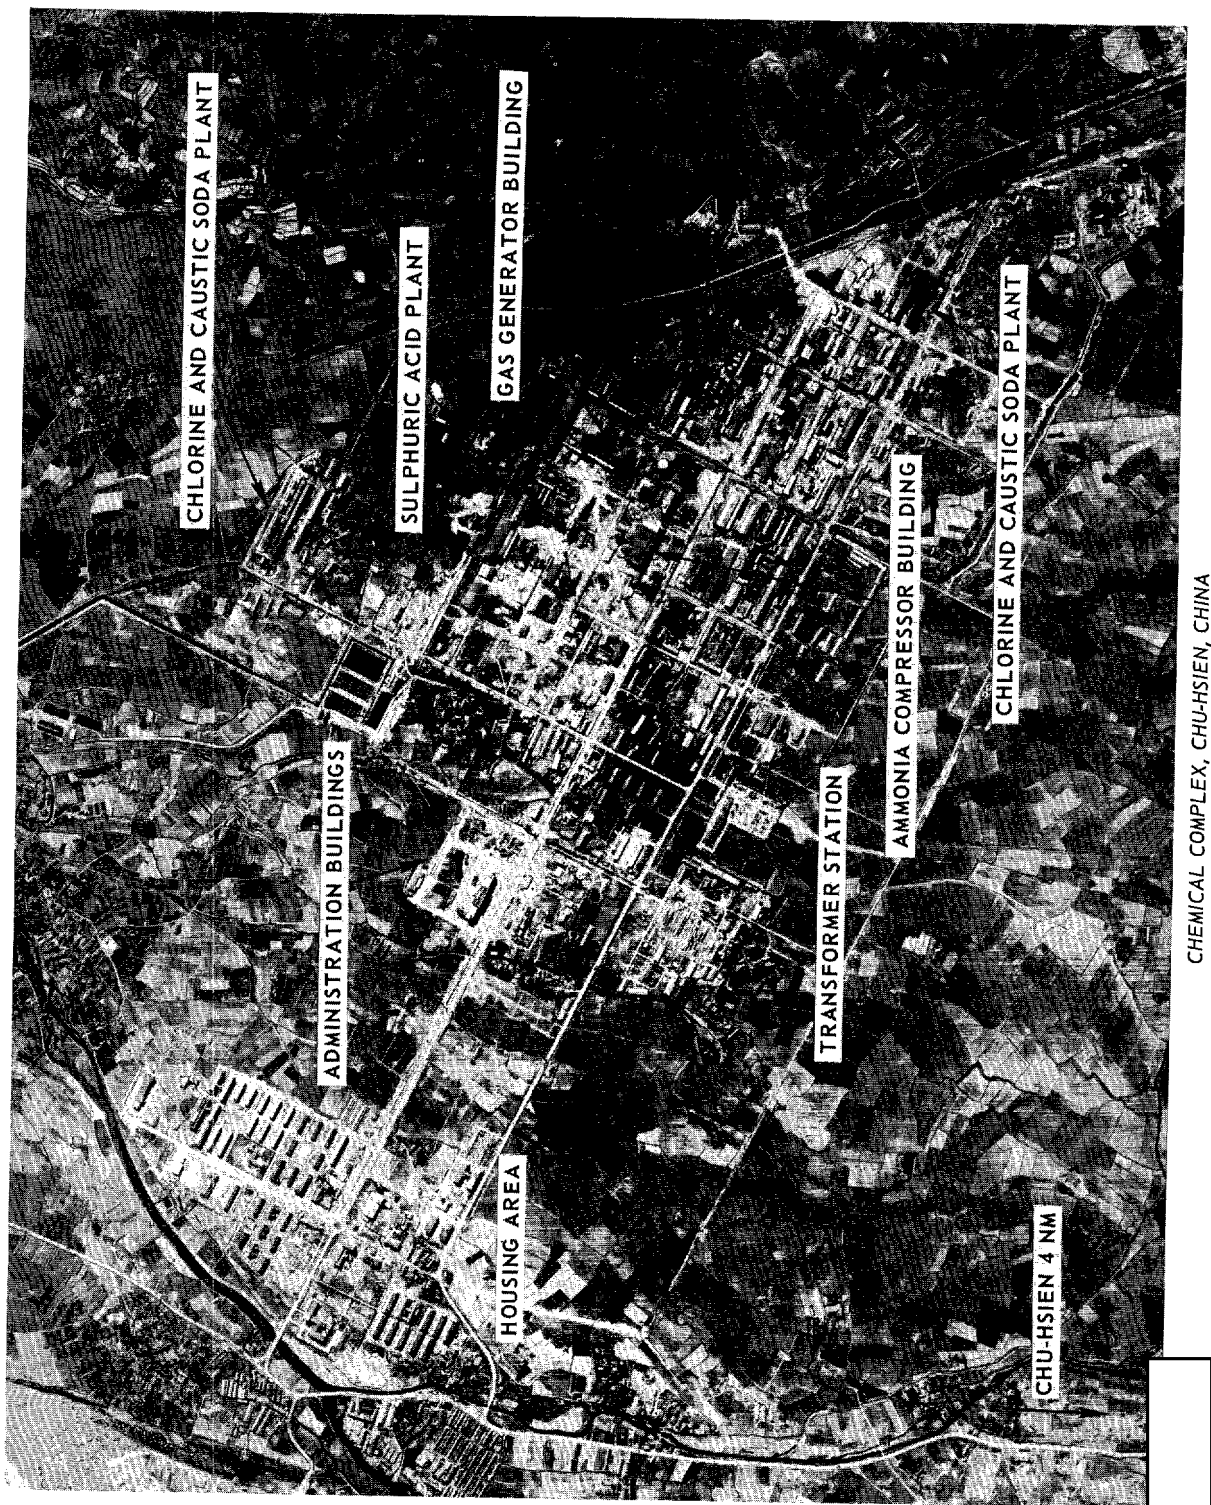 CHLORINE AND CAUSTIC SODA PLANT
SULPHURIC ACID PLANT
GAS GENERATOR BUILDING
ADMINISTRATION BUILDINGS
HOUSING AREA
TRANSFORMER STATION
AMMONIA COMPRESSOR BUILDING
CHLORINE AND CAUSTIC SODA PLANT
CHU-HSIEN 4 NM
CHEMICAL COMPLEX, CHU-HSIEN, CHINA